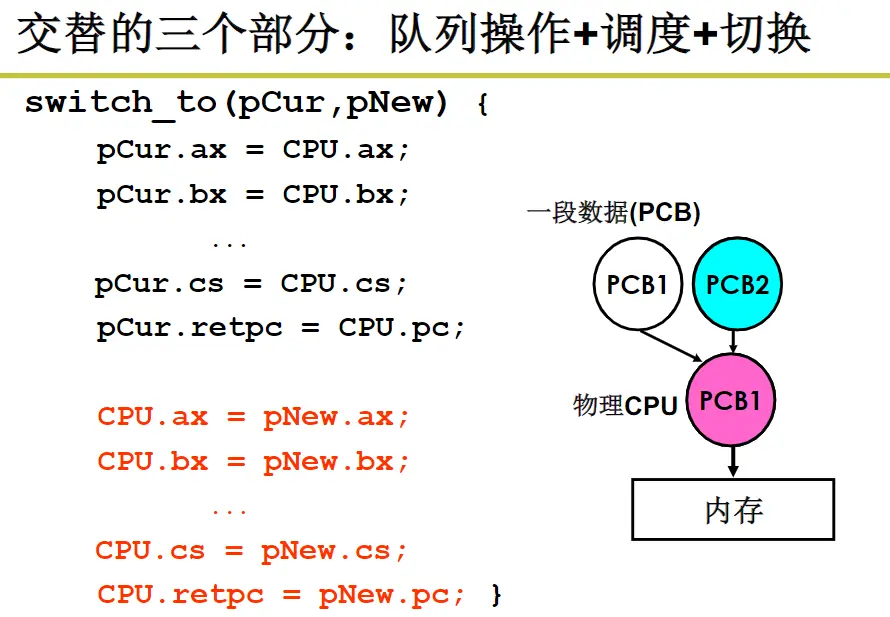 交替的三个部分：队列操作+调度+切换
switch_to(pCur,pNew) {
pCur.ax = CPU.ax;
pCur.bx = CPU.bx;
...
pCur.cs = CPU.cs;
pCur.retpc = CPU.pc;
CPU.ax = pNew.ax;
CPU.bx = pNew.bx;
...
CPU.cs = pNew.cs;
CPU.retpc = pNew.pc; }
一段数据(PCB)
PCB1
PCB2
物理CPU
PCB1
内存